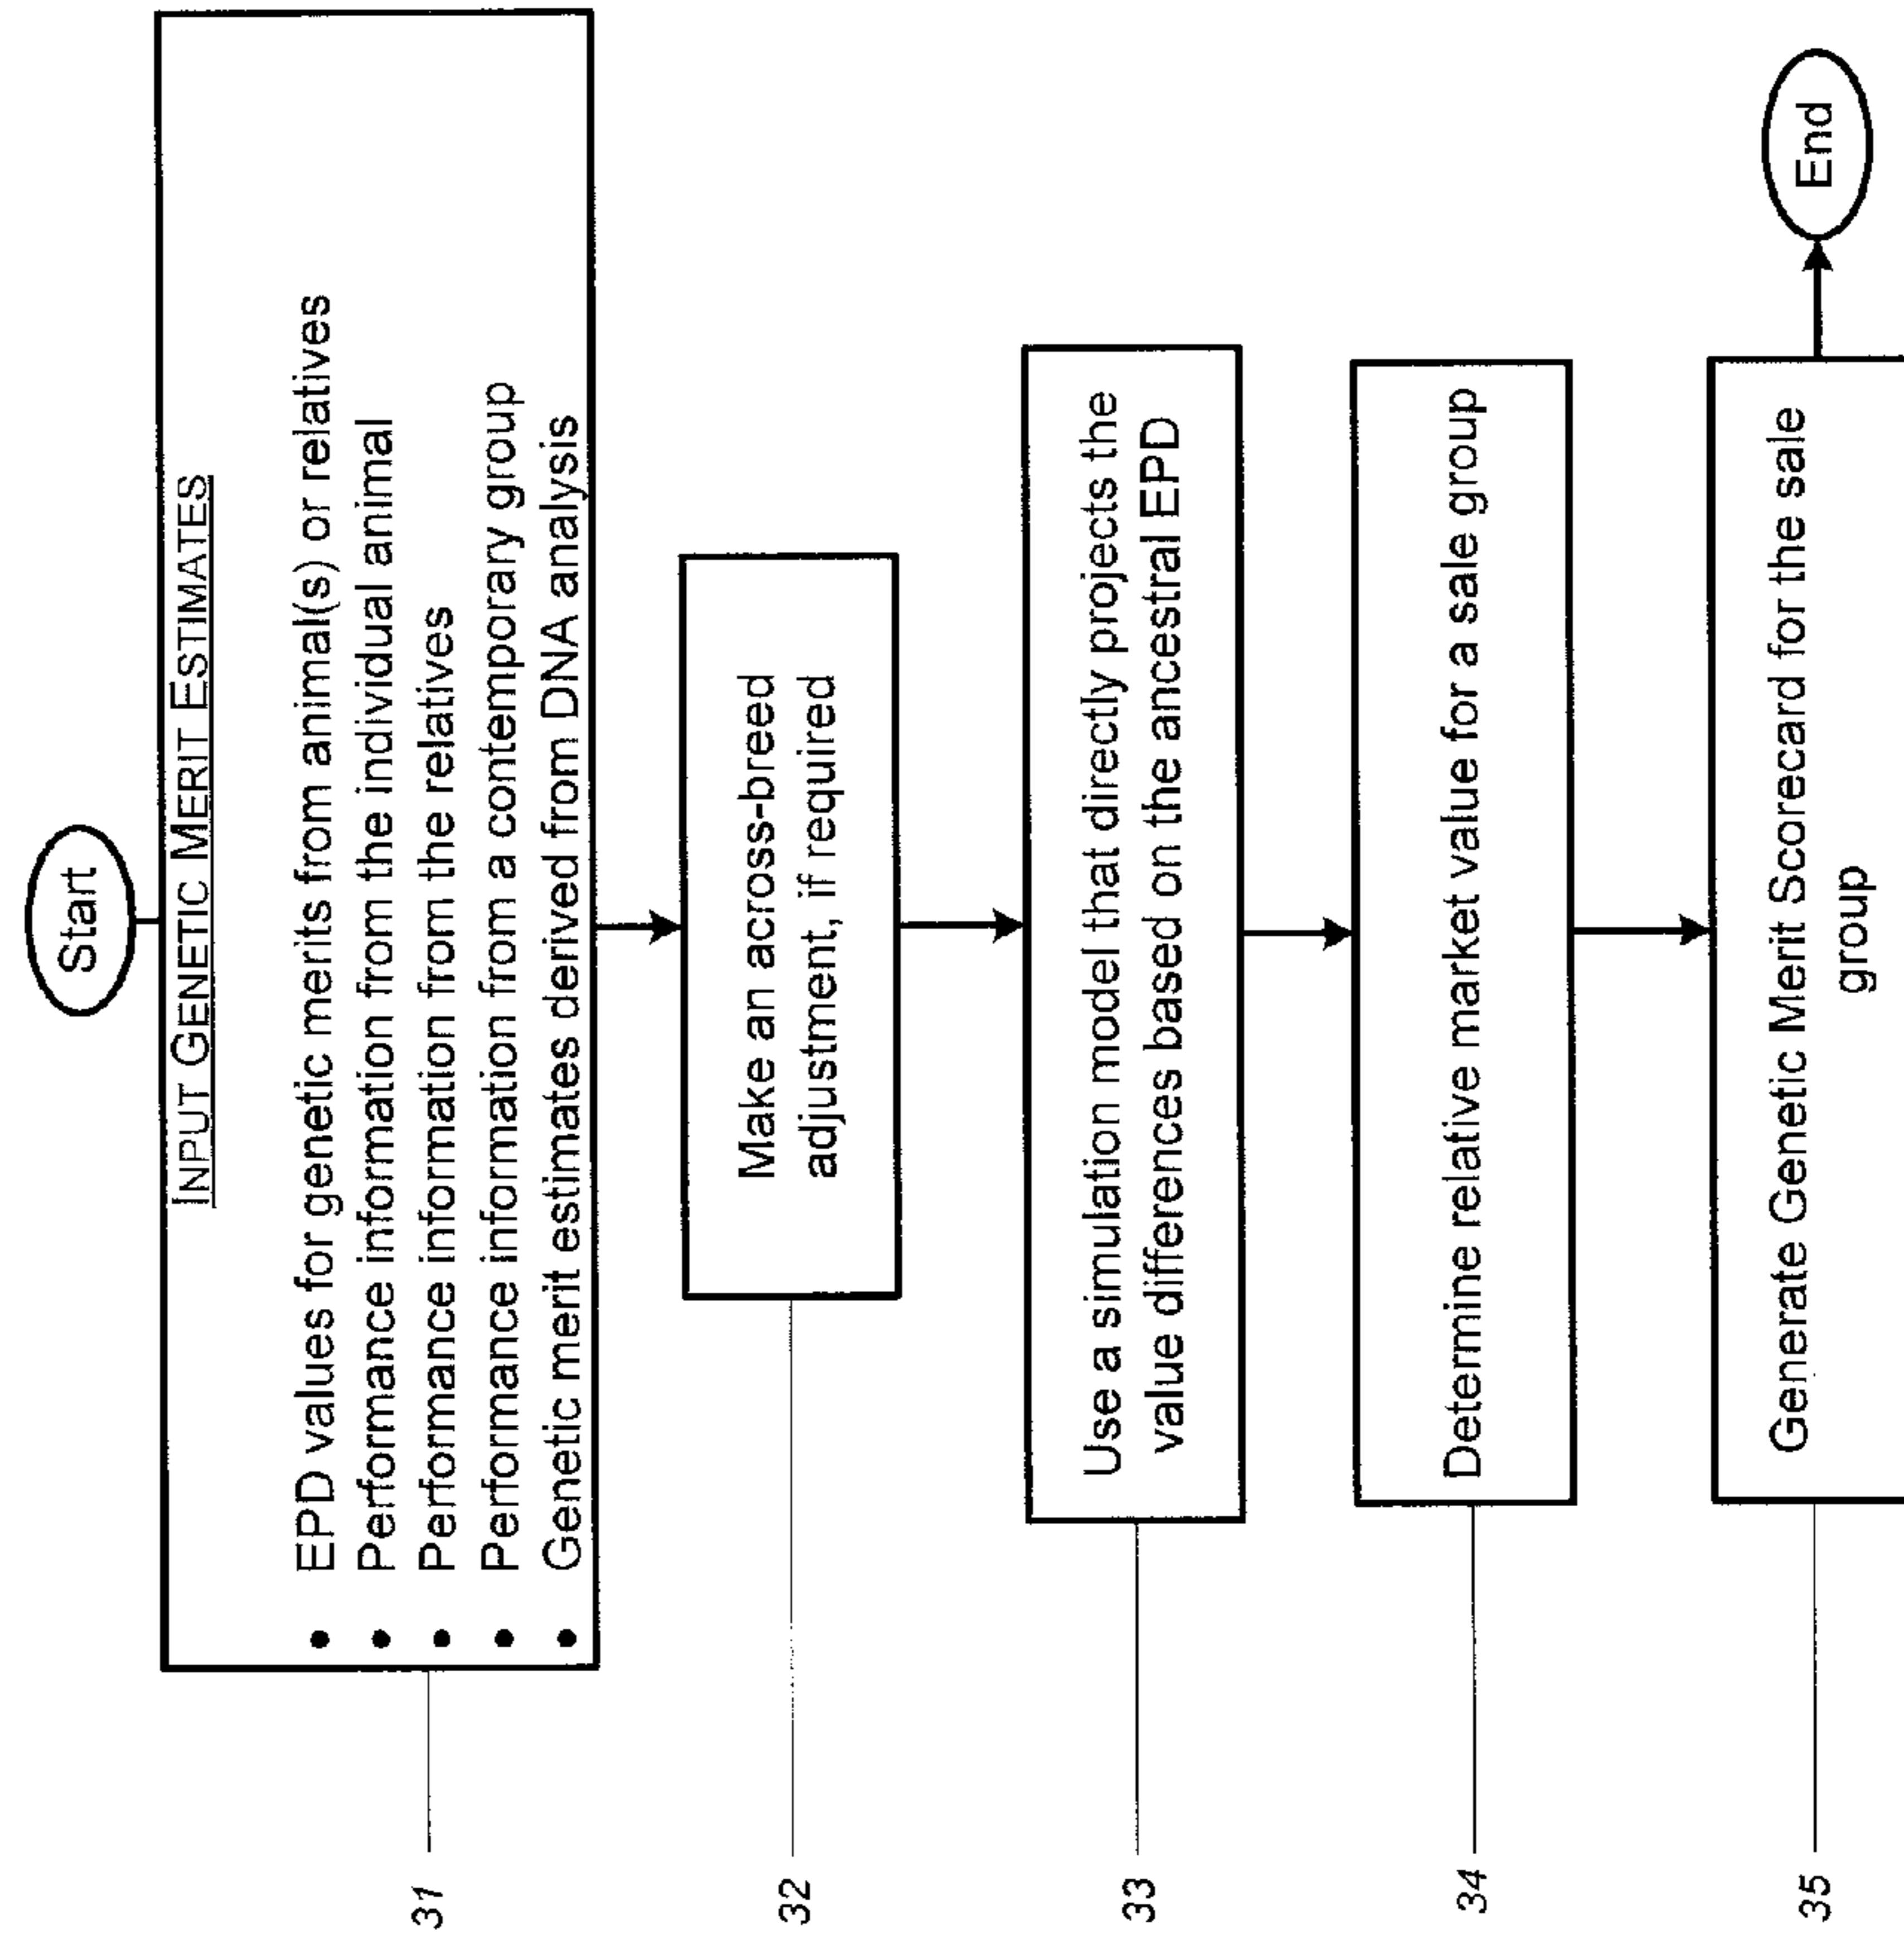 Start
INPUT GENETIC MERIT ESTIMATES
• EPD values for genetic merits from animal(s) or relatives
• Performance information from the individual animal
• Performance information from the relatives
• Performance information from a contemporary group
• Genetic merit estimates derived from DNA analysis
31
Make an across-breed
adjustment, if required
32
Use a simulation model that directly projects the
value differences based on the ancestral EPD
33
Determine relative market value for a sale group
34
Generate Genetic Merit Scorecard for the sale
group
35
End